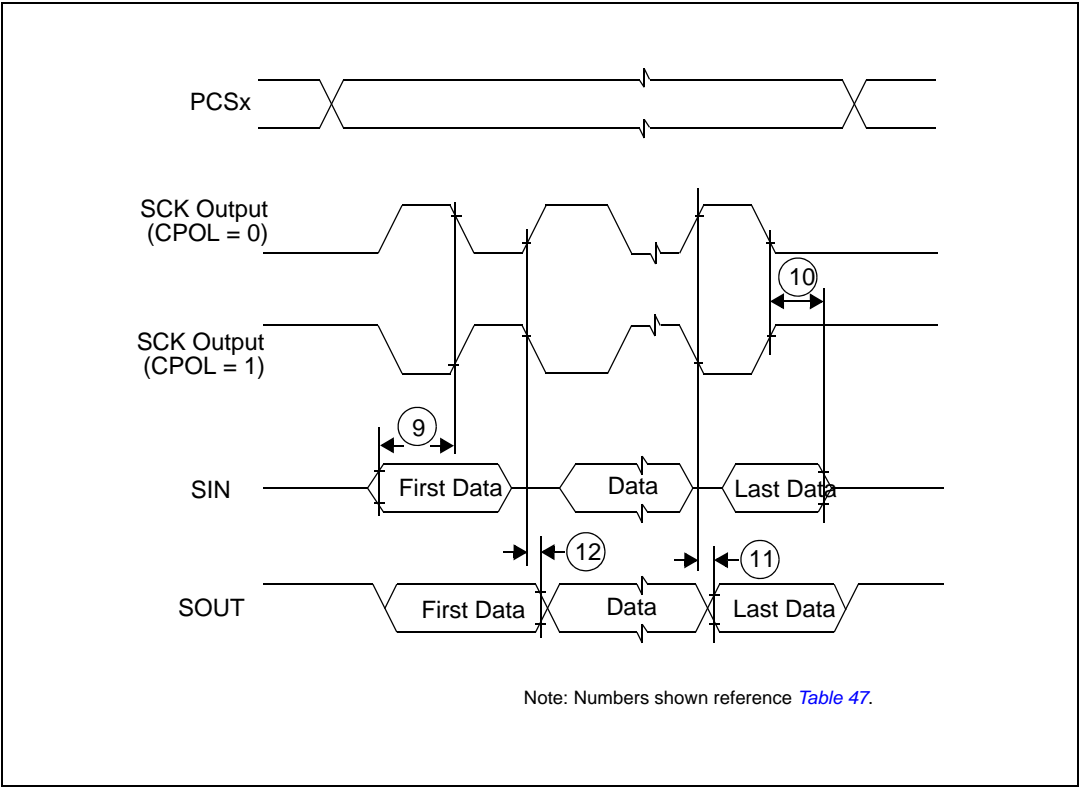 PCSx
SCK Output
(CPOL = 0)
10
SCK Output
(CPOL = 1)
9
SIN
First Data
Data
Last Data
12
11
SOUT
First Data
Data
Last Data
Note: Numbers shown reference Table 47.